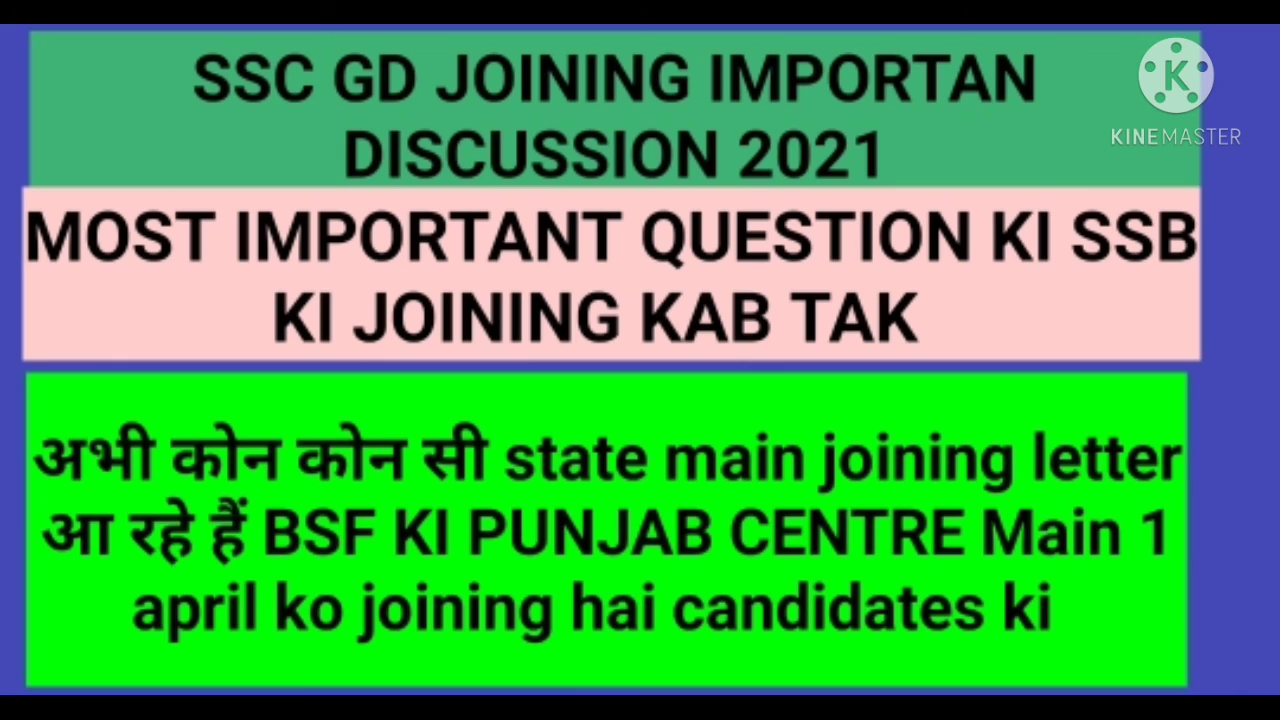 SSC GD JOINING IMPORTAN
DISCUSSION 2021
KINEMASTER
MOST IMPORTANT QUESTION KI SSB
KI JOINING KAB TAK
अभी कोन कोन सी state main joining letter
आ रहे हैं BSF KI PUNJAB CENTRE Main 1
april ko joining hai candidates ki